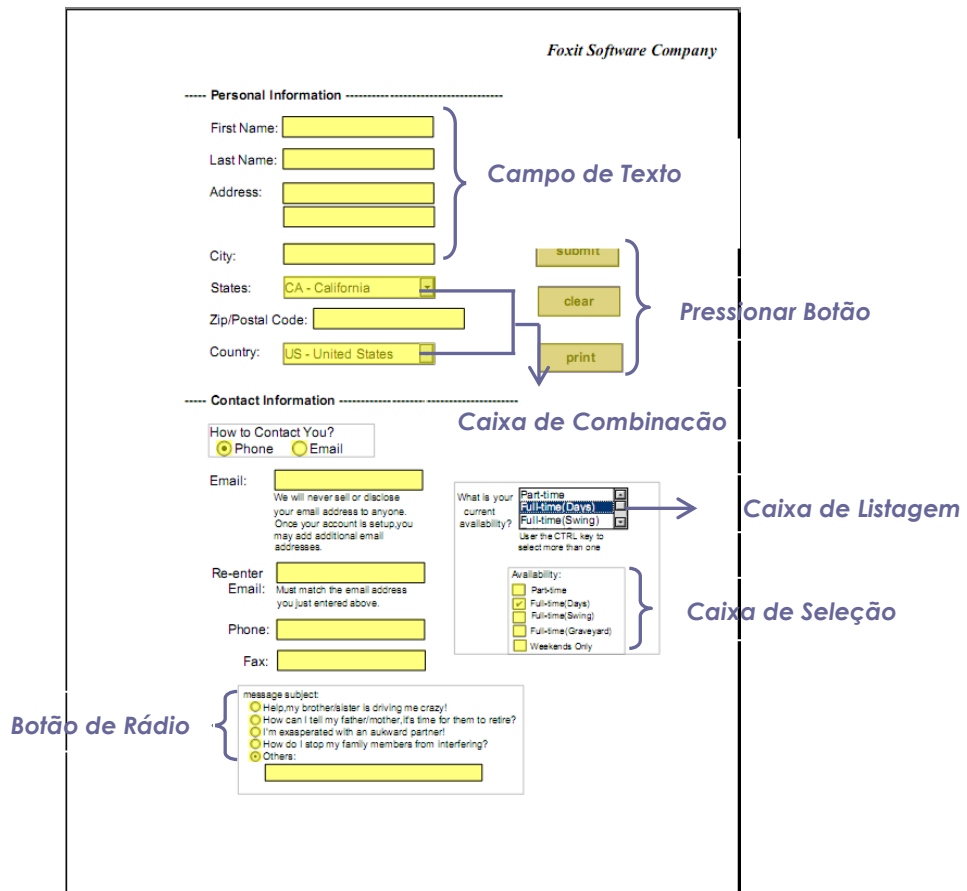 Foxit Software Company
----- Personal Information -----------------------------------
First Name:
Last Name:
Campo de Texto
Address:
City:
submit
States:
CA - California
clear
Pressionar Botão
Zip/Postal Code:
Country:
US - United States
print
----- Contact Information ----------------------------------------
Caixa de Combinação
How to Contact You?
Phone Email
Email:
We will never sell or disclose
your email address to anyone.
Once your account is setup,you
may add additional email
addresses.
What is your
current
availability?
Part-time
Full-time(Days)
Full-time(Swing)
User the CTRL key to
select more than one
Caixa de Listagem
Re-enter
Email:
Must match the email address
you just entered above.
Availability:
Part-time
Full-time(Days)
Full-time(Swing)
Full-time(Graveyard)
Weekends Only
Caixa de Seleção
Phone:
Fax:
message subject:
Help,my brother/sister is driving me crazy!
How can I tell my father/mother,it's time for them to retire?
I'm exasperated with an aukward partner!
How do I stop my family members from interfering?
Others:
Botão de Rádio